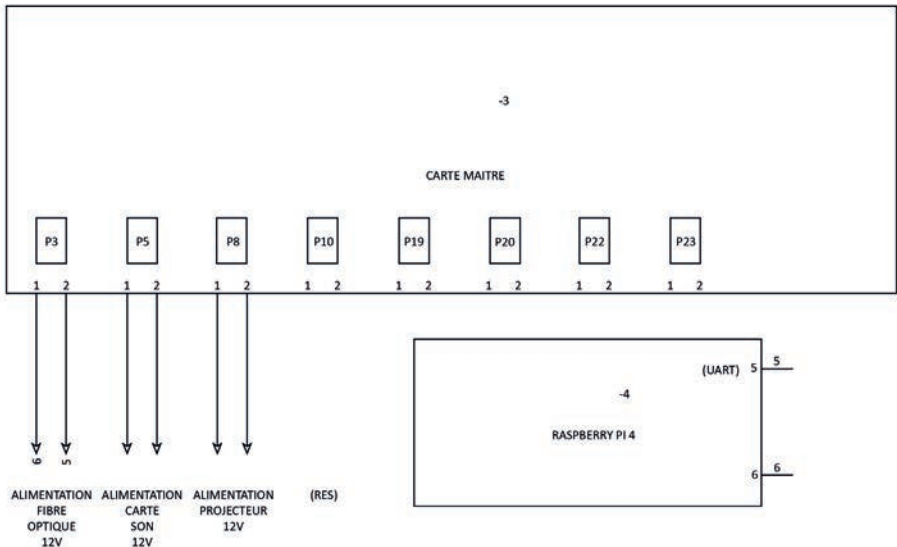 -3
CARTE MAITRE
P3 P5 P8 P10 P19 P20 P22 P23
1 2 1 2 1 2 1 2 1 2 1 2 1 2 1 2
(UART) 5 5
-4
RASPBERRY PI 4
6 6
6 5
ALIMENTATION
FIBRE
OPTIQUE
12V
ALIMENTATION
CARTE
SON
12V
ALIMENTATION
PROJECTEUR
12V
(RES)